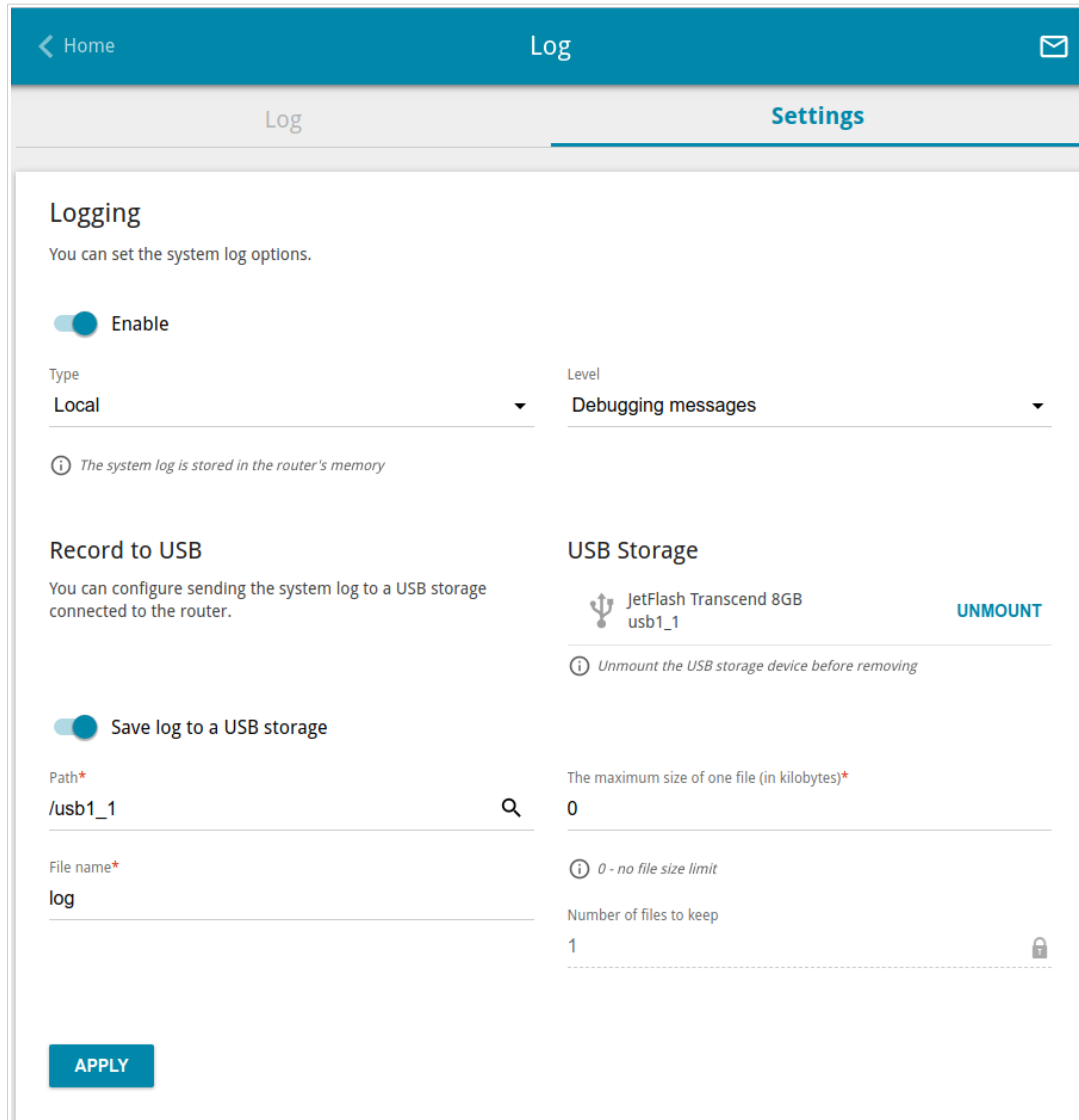 Home
Log
Log
Settings
Logging
You can set the system log options.
Enable
Type
Local
Level
Debugging messages
The system log is stored in the router's memory
Record to USB
You can configure sending the system log to a USB storage
connected to the router.
USB Storage
JetFlash Transcend 8GB
usb1_1
UNMOUNT
Unmount the USB storage device before removing
Save log to a USB storage
Path*
/usb1_1
The maximum size of one file (in kilobytes)*
0
File name*
log
0 - no file size limit
Number of files to keep
1
APPLY